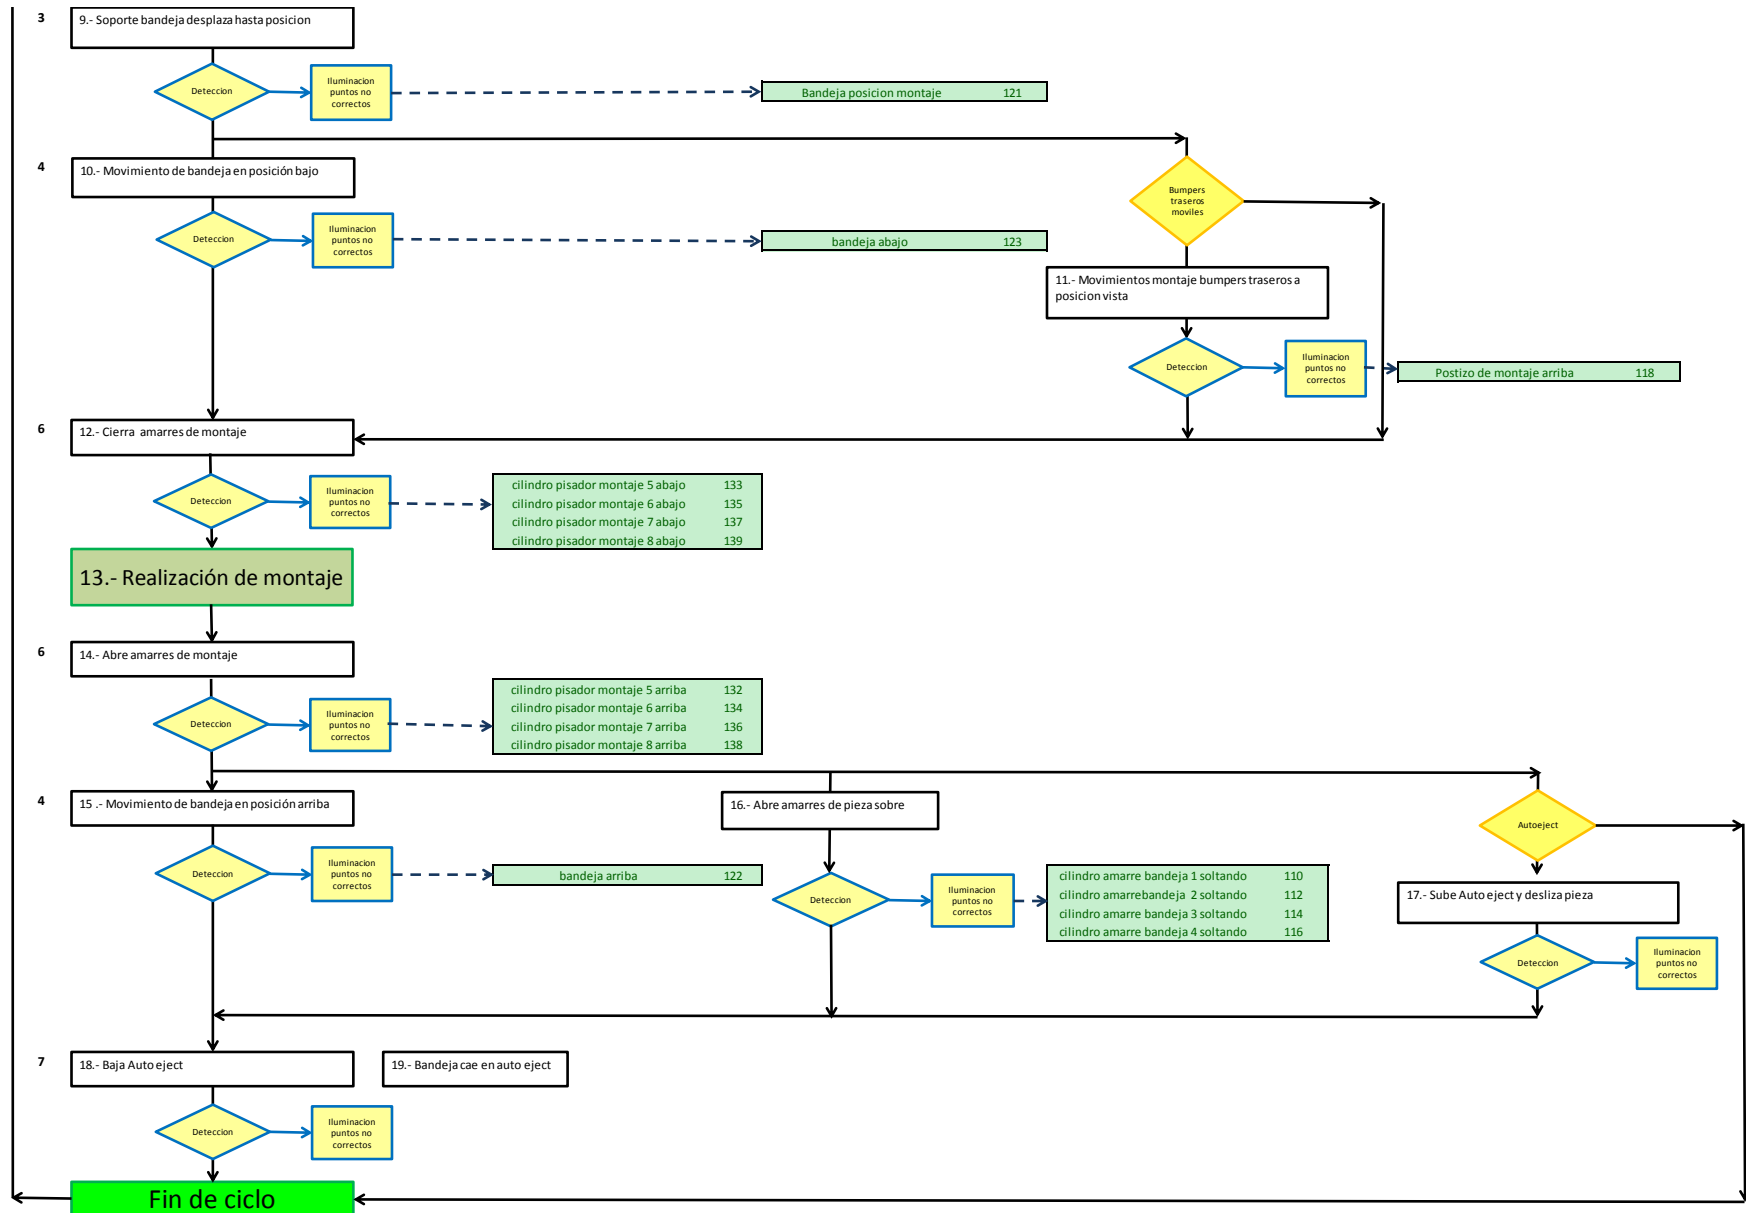 3
9.- Soporte bandeja desplaza hasta posicion
Deteccion
Iluminacion
puntos no
correctos
Bandeja posicion montaje 121
4
10.- Movimiento de bandeja en posición bajo
Bumpers
traseros
moviles
Deteccion
Iluminacion
puntos no
correctos
bandeja abajo 123
11.- Movimientos montaje bumpers traseros a
posicion vista
Deteccion
Iluminacion
puntos no
correctos
Postizo de montaje arriba 118
6
12.- Cierra amarres de montaje
Deteccion
Iluminacion
puntos no
correctos
cilindro pisador montaje 5 abajo 133
cilindro pisador montaje 6 abajo 135
cilindro pisador montaje 7 abajo 137
cilindro pisador montaje 8 abajo 139
13.- Realización de montaje
6
14.- Abre amarres de montaje
Deteccion
Iluminacion
puntos no
correctos
cilindro pisador montaje 5 arriba 132
cilindro pisador montaje 6 arriba 134
cilindro pisador montaje 7 arriba 136
cilindro pisador montaje 8 arriba 138
4
15 .- Movimiento de bandeja en posición arriba
16.- Abre amarres de pieza sobre
Autoeject
Deteccion
Iluminacion
puntos no
correctos
bandeja arriba 122
Deteccion
Iluminacion
puntos no
correctos
cilindro amarre bandeja 1 soltando 110
cilindro amarrebandeja 2 soltando 112
cilindro amarre bandeja 3 soltando 114
cilindro amarre bandeja 4 soltando 116
17.- Sube Auto eject y desliza pieza
Deteccion
Iluminacion
puntos no
correctos
7
18.- Baja Auto eject
19.- Bandeja cae en auto eject
Deteccion
Iluminacion
puntos no
correctos
Fin de ciclo